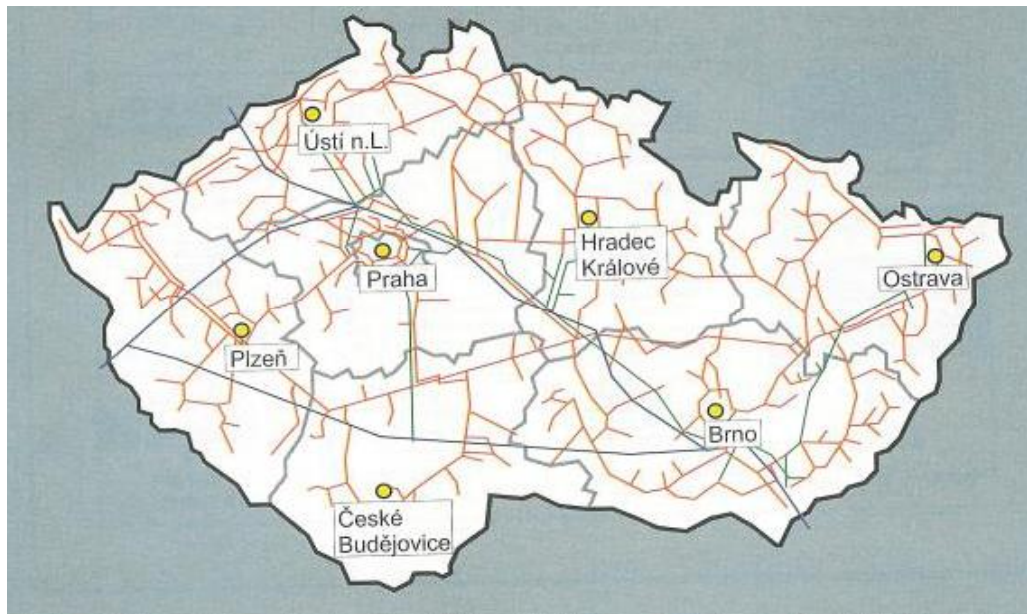 Ústí n.L.
Hradec
Králové
Praha
Ostrava
Plzeň
Brno
České
Budějovice